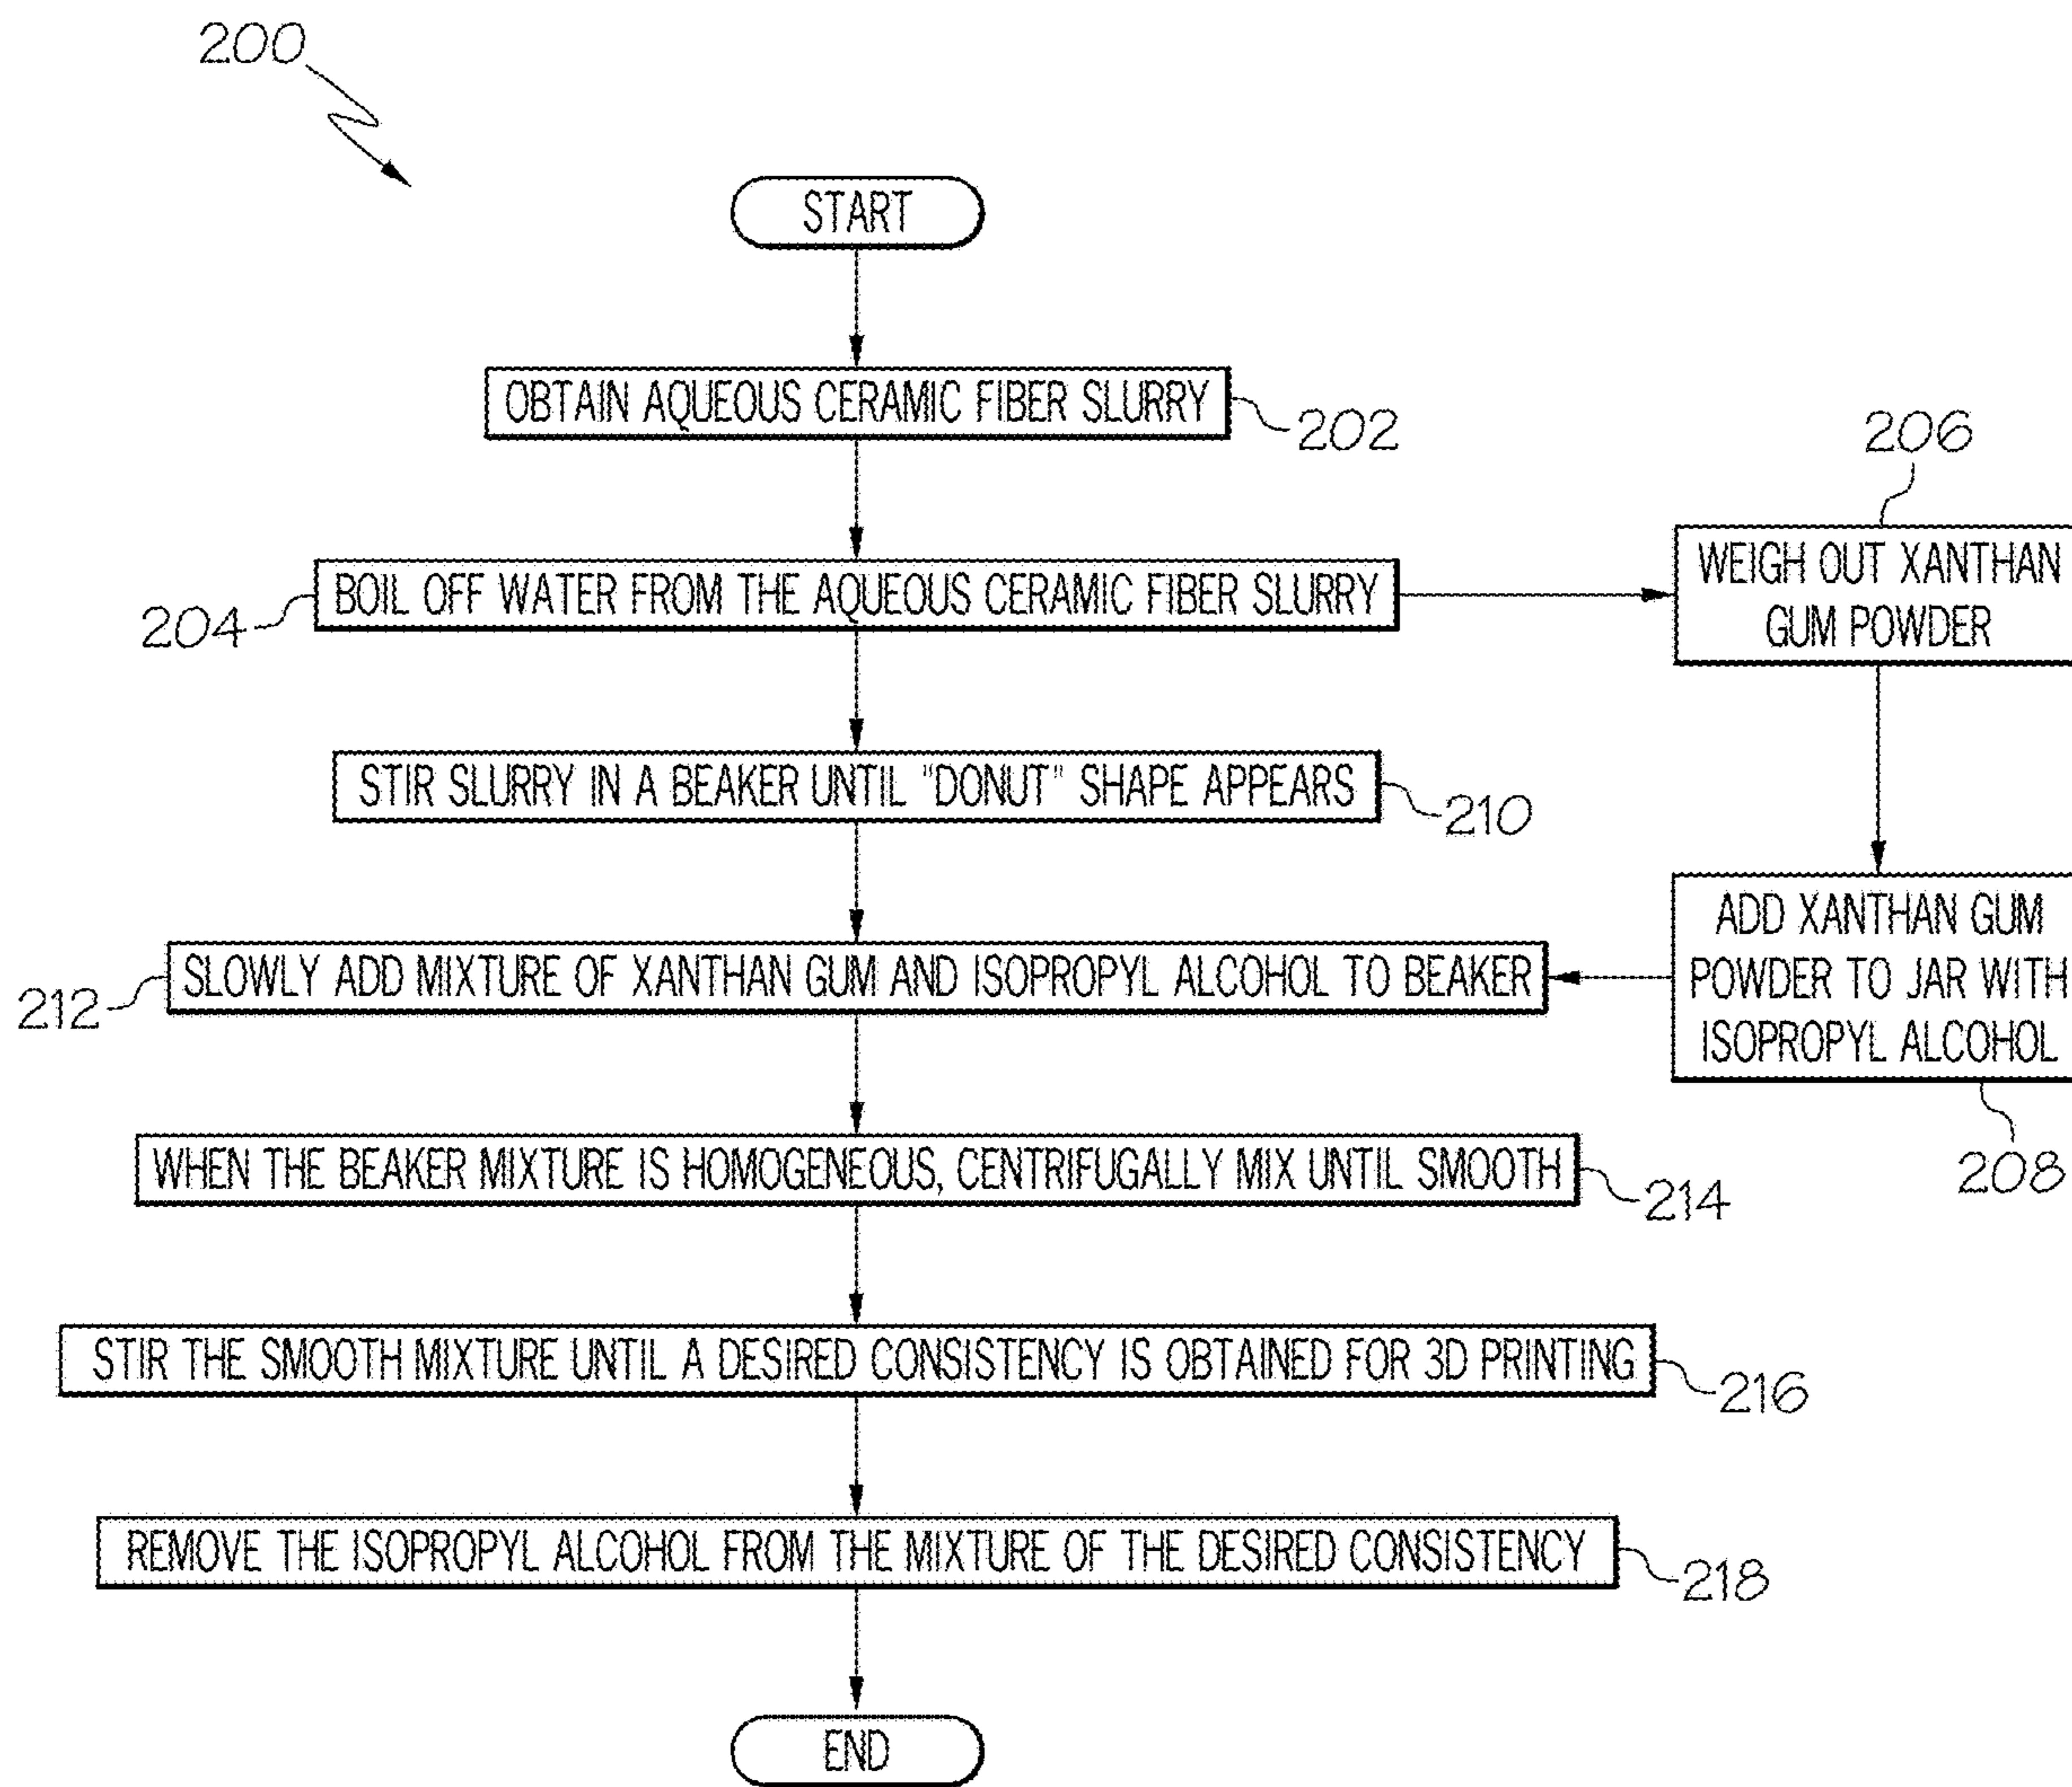 200
START
OBTAIN AQUEOUS CERAMIC FIBER SLURRY
202
206
BOIL OFF WATER FROM THE AQUEOUS CERAMIC FIBER SLURRY
204
WEIGH OUT XANTHAN
GUM POWDER
STIR SLURRY IN A BEAKER UNTIL "DONUT" SHAPE APPEARS
210
ADD XANTHAN GUM
POWDER TO JAR WITH
ISOPROPYL ALCOHOL
208
SLOWLY ADD MIXTURE OF XANTHAN GUM AND ISOPROPYL ALCOHOL TO BEAKER
212
WHEN THE BEAKER MIXTURE IS HOMOGENEOUS, CENTRIFUGALLY MIX UNTIL SMOOTH
214
STIR THE SMOOTH MIXTURE UNTIL A DESIRED CONSISTENCY IS OBTAINED FOR 3D PRINTING
216
REMOVE THE ISOPROPYL ALCOHOL FROM THE MIXTURE OF THE DESIRED CONSISTENCY
218
END